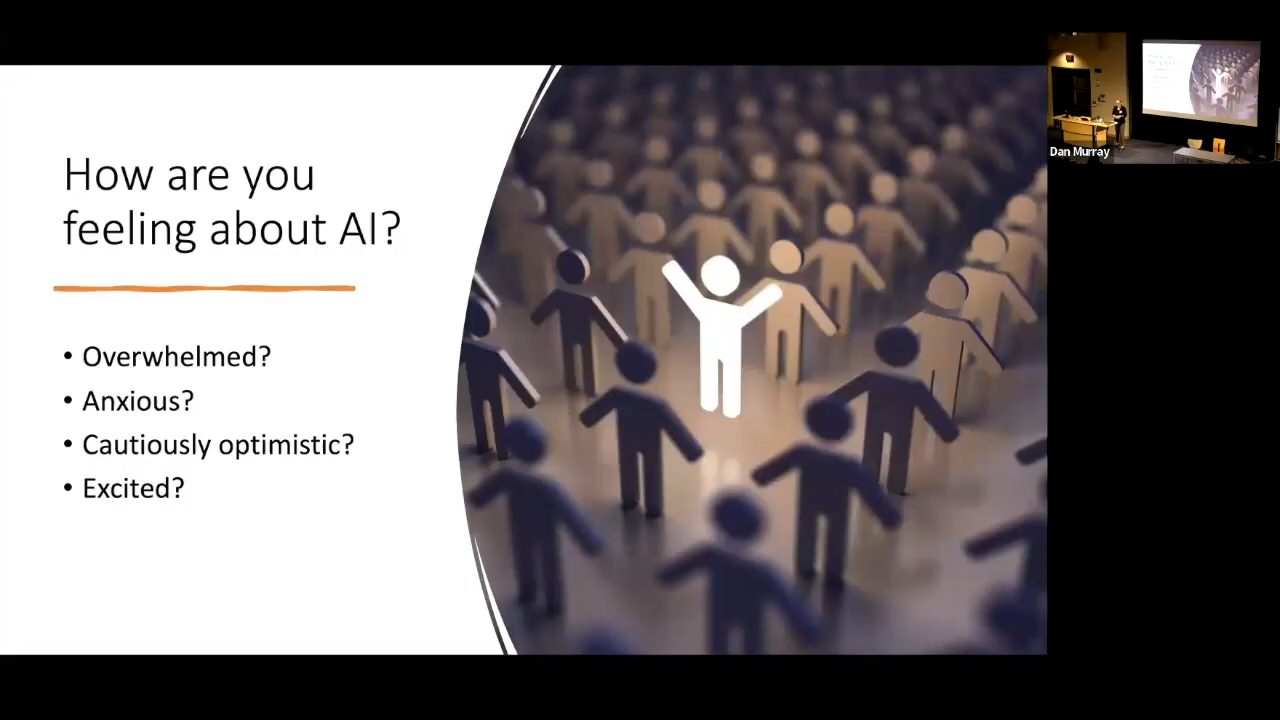 How are you
feeling about AI?
• Overwhelmed?
• Anxious?
• Cautiously optimistic?
• Excited?
Dan Murray